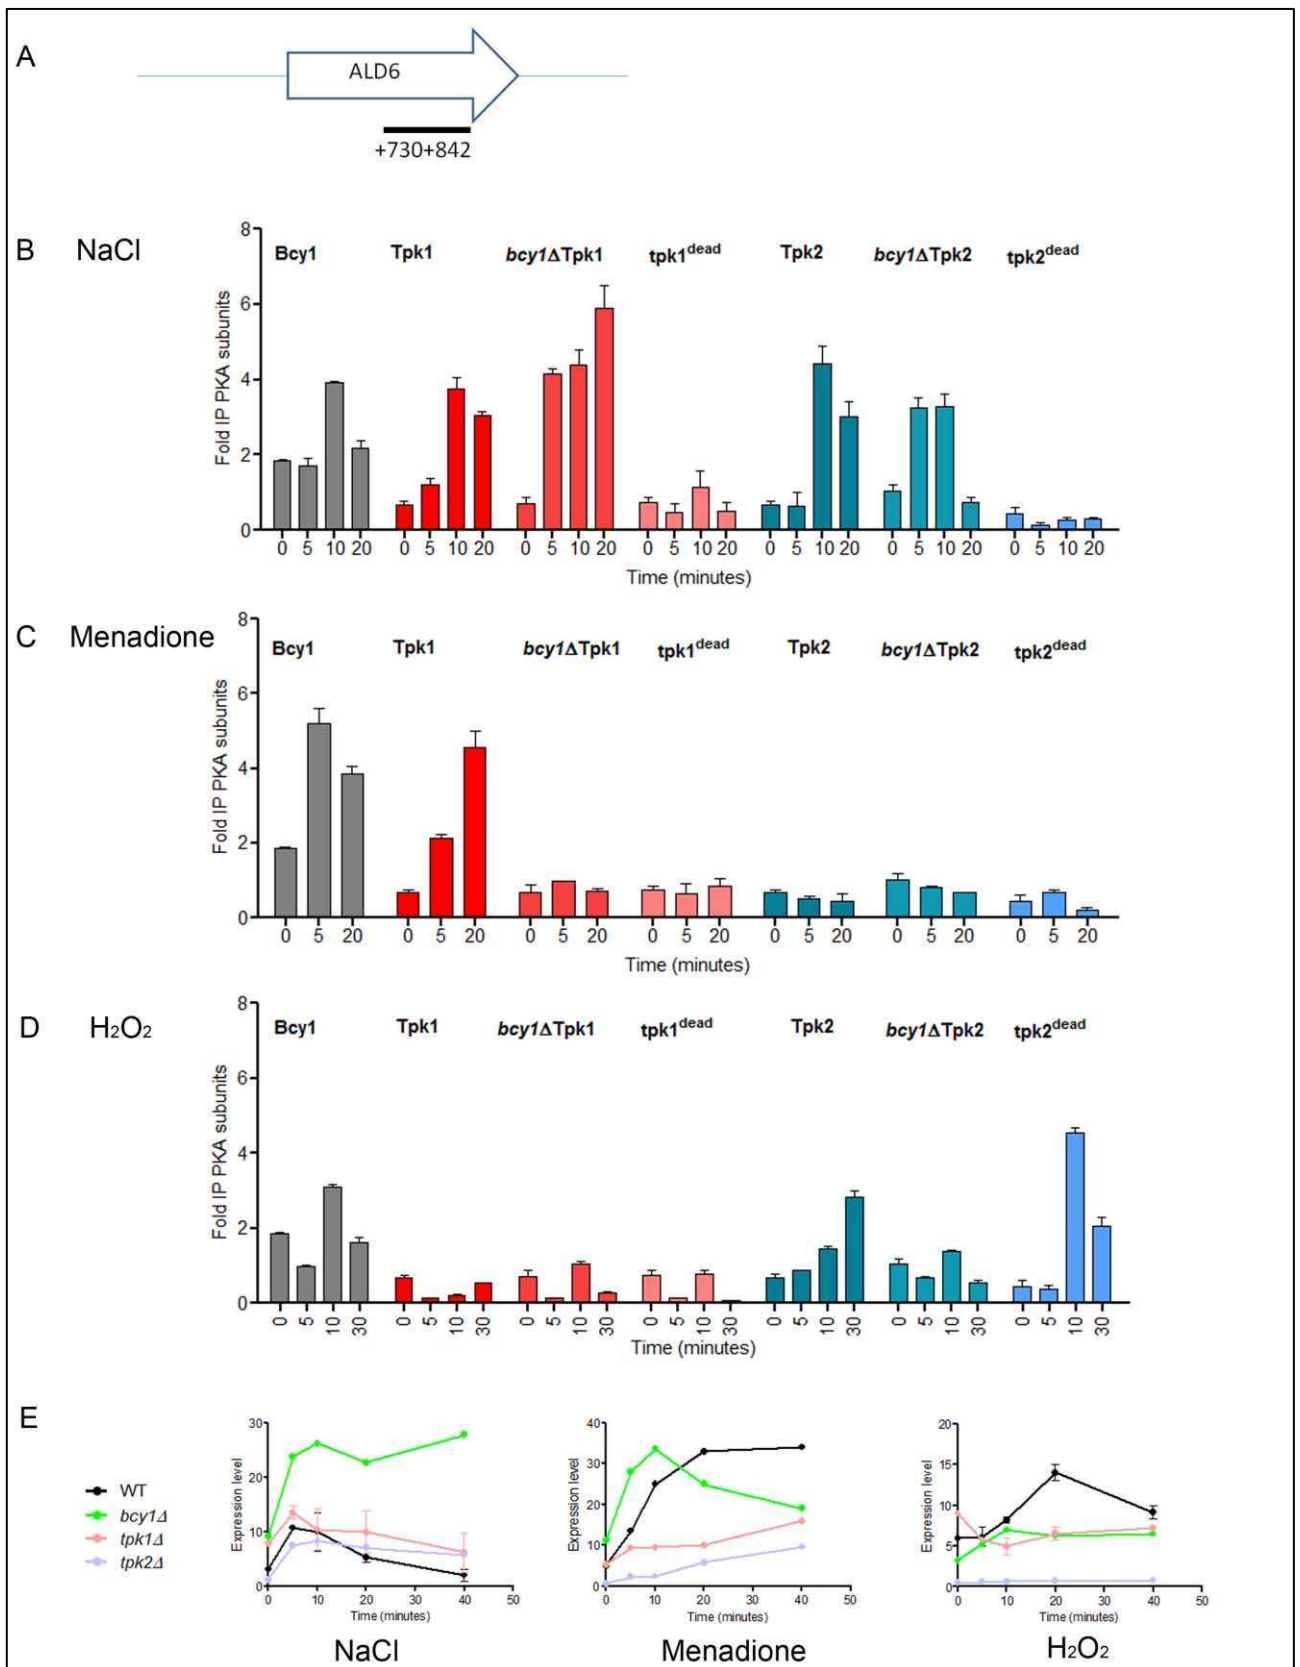 A
ALD6
+730+842
B NaCl
8
6
4
2
0
Fold IP PKA subunits
Bcy1 Tpk1 bcy1ΔTpk1 tpk1dead Tpk2 bcy1ΔTpk2 tpk2dead
0 5 10 20 0 5 10 20 0 5 10 20 0 5 10 20 0 5 10 20 0 5 10 20 0 5 10 20
Time (minutes)
C Menadione
8
6
4
2
0
Fold IP PKA subunits
Bcy1 Tpk1 bcy1ΔTpk1 tpk1dead Tpk2 bcy1ΔTpk2 tpk2dead
0 5 20 0 5 20 0 5 20 0 5 20 0 5 20 0 5 20 0 5 20
Time (minutes)
D H2O2
8
6
4
2
0
Fold IP PKA subunits
Bcy1 Tpk1 bcy1ΔTpk1 tpk1dead Tpk2 bcy1ΔTpk2 tpk2dead
0 5 10 30 0 5 10 30 0 5 10 30 0 5 10 30 0 5 10 30 0 5 10 30 0 5 10 30
Time (minutes)
E
WT
bcy1Δ
tpk1Δ
tpk2Δ
30
20
10
0
Expression level
0 10 20 30 40 50
Time (minutes)
NaCl
40
30
20
10
0
Expression level
0 10 20 30 40 50
Time (minutes)
Menadione
20
15
10
5
0
Expression level
0 10 20 30 40 50
Time (minutes)
H2O2